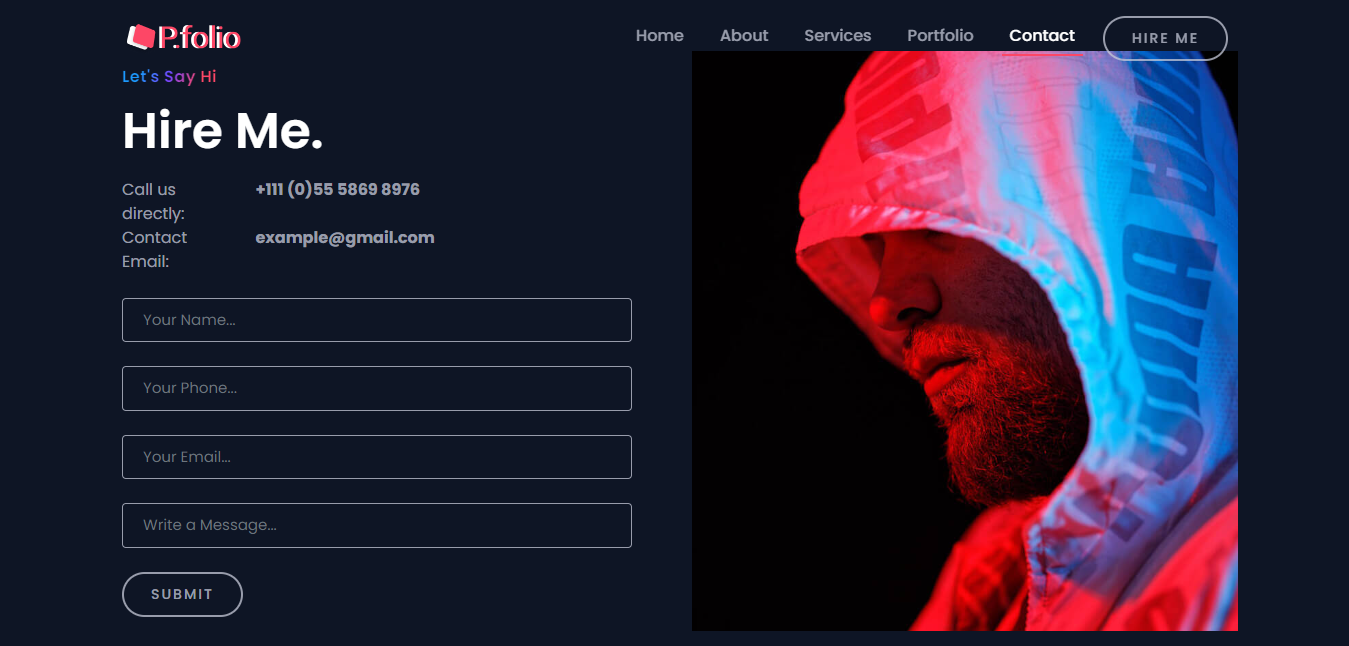 P.folio
Home About Services Portfolio Contact HIRE ME
Let's Say Hi
Hire Me.
Call us directly: +111 (0)55 5869 8976
Contact Email: example@gmail.com
Your Name...
Your Phone...
Your Email...
Write a Message...
SUBMIT